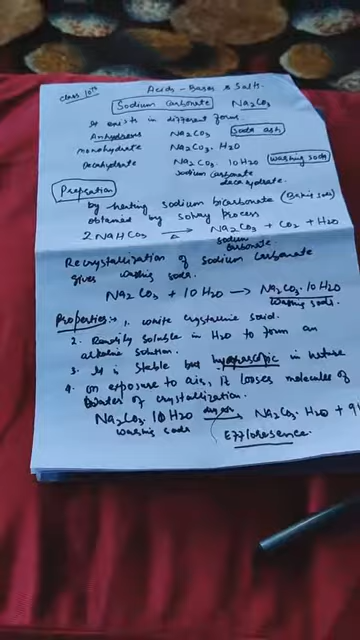 Class 10th
Acids - Bases & Salts.
Sodium Carbonate Na2CO3
It exists in different forms
Anhydrous Na2CO3 Soda ash
monohydrate Na2CO3. H2O
Decahydrate Na2CO3. 10H2O washing soda
Sodium Carbonate decahydrate.
Prepration
by heating sodium bicarbonate (Baking soda)
obtained by solvay process
2 NaHCO3 →Δ Na2CO3 + CO2 + H2O
Sodium Carbonate.
Recrystallization of Sodium Carbonate
gives washing soda.
Na2CO3 + 10H2O → Na2CO3. 10H2O
Washing soda.
Properties:- 1. White crystalline solid.
2. Readily soluble in H2O to form an
alkaline solution.
3. It is stable but hygroscopic in nature
4. on exposure to air, it looses molecules of
water of crystallization.
Na2CO3. 10H2O → Na2CO3. H2O + 9H
washing soda
Efflorescence.